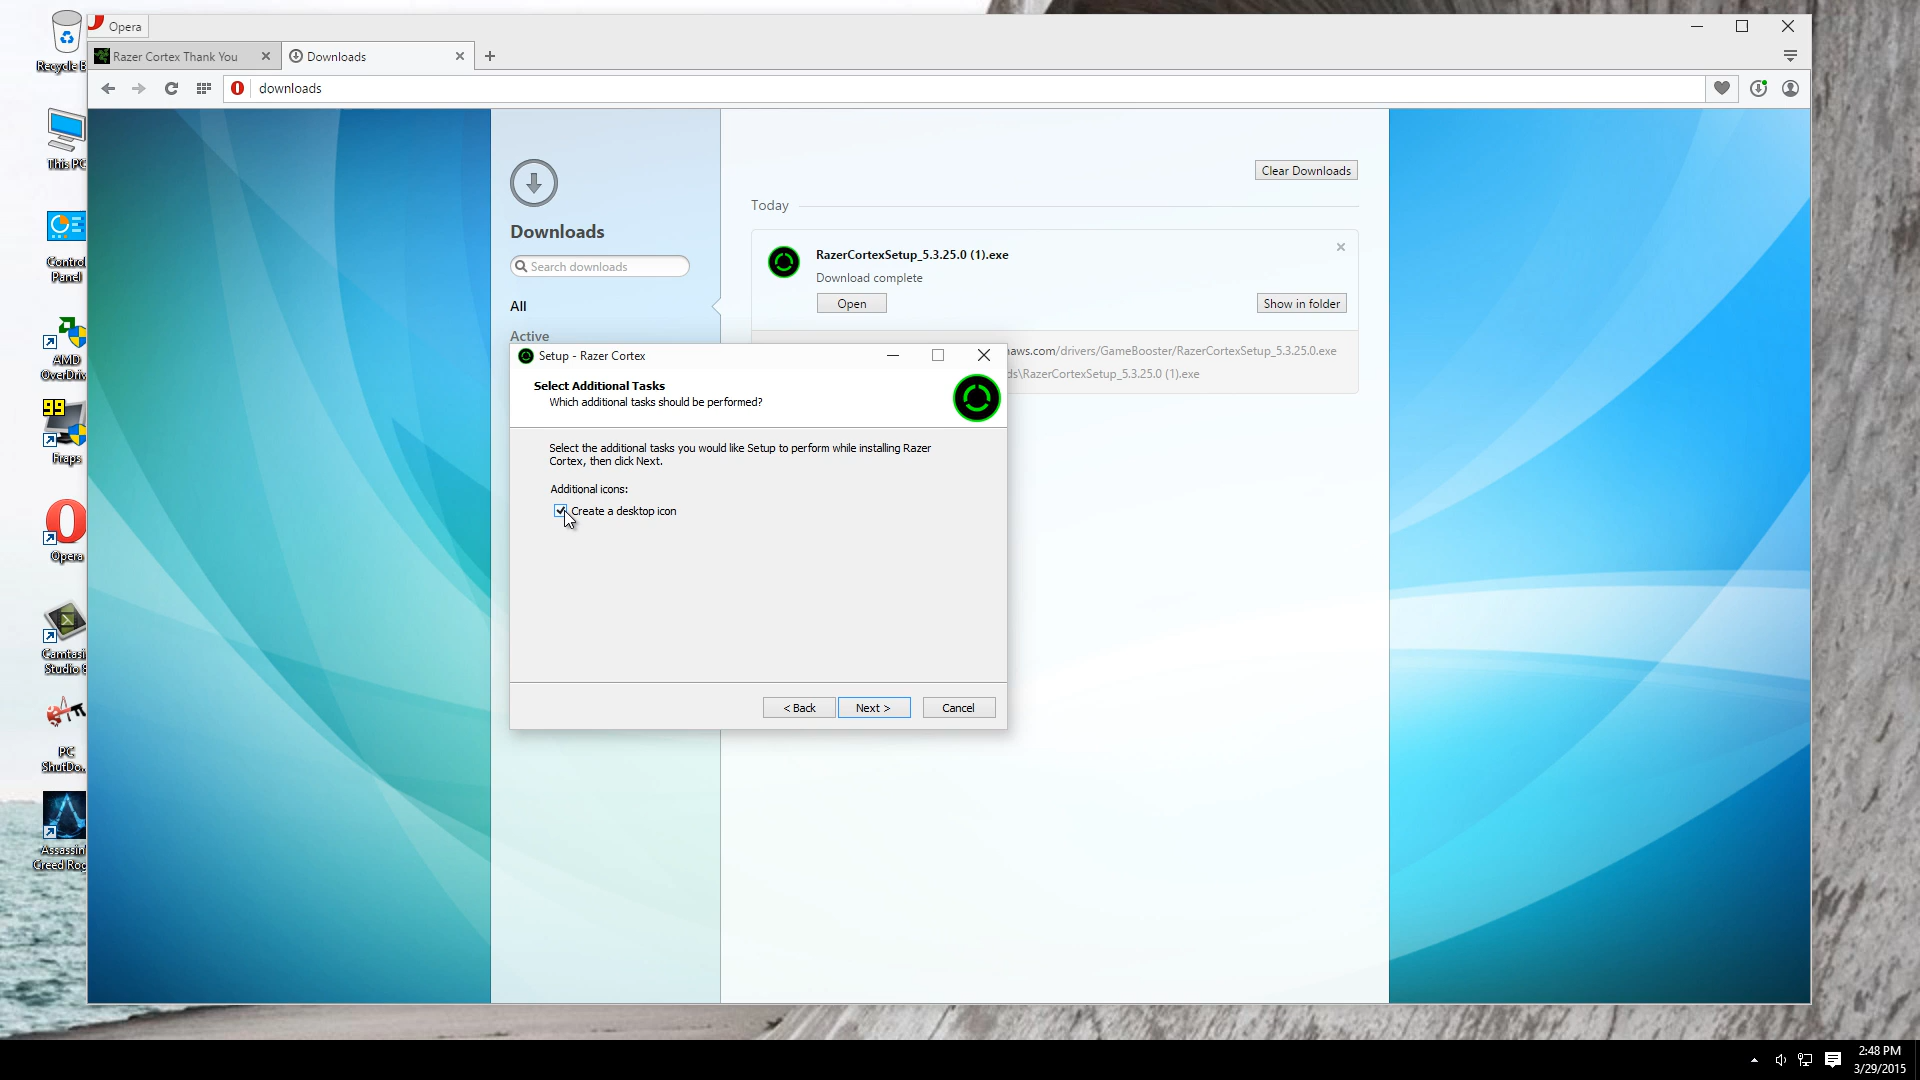 Opera
Razer Cortex Thank You
Downloads
downloads
Recycle B
This PC
Control
Panel
AMD
OverDriv
99
Fraps
Opera
Camtasi
Studio 8
PC
ShutDo...
Assassin'
Creed Rog
Downloads
Search downloads
All
Active
Clear Downloads
Today
RazerCortexSetup_5.3.25.0 (1).exe
Download complete
Open
Show in folder
naws.com/drivers/GameBooster/RazerCortexSetup_5.3.25.0.exe
ds\RazerCortexSetup_5.3.25.0 (1).exe
Setup - Razer Cortex
Select Additional Tasks
Which additional tasks should be performed?
Select the additional tasks you would like Setup to perform while installing Razer
Cortex, then click Next.
Additional icons:
Create a desktop icon
< Back
Next >
Cancel
2:48 PM
3/29/2015